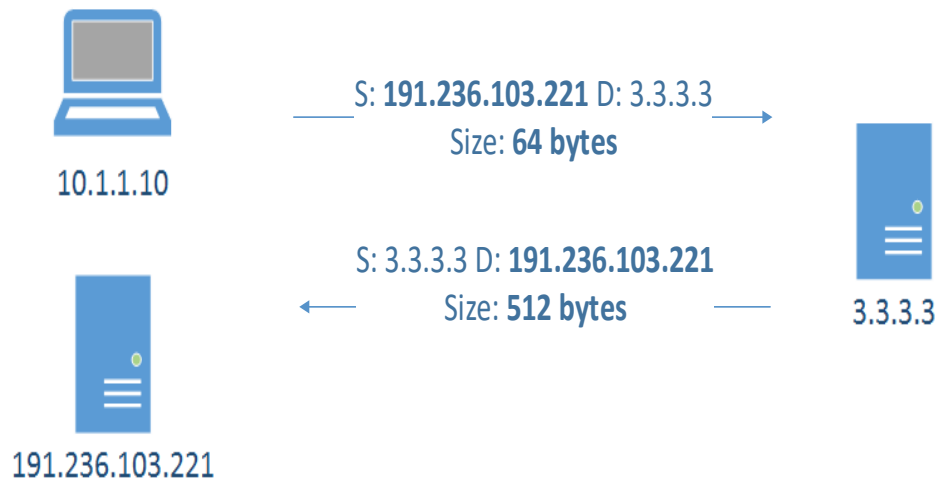 S: 191.236.103.221 D: 3.3.3.3
Size: 64 bytes
10.1.1.10
S: 3.3.3.3 D: 191.236.103.221
Size: 512 bytes
3.3.3.3
191.236.103.221